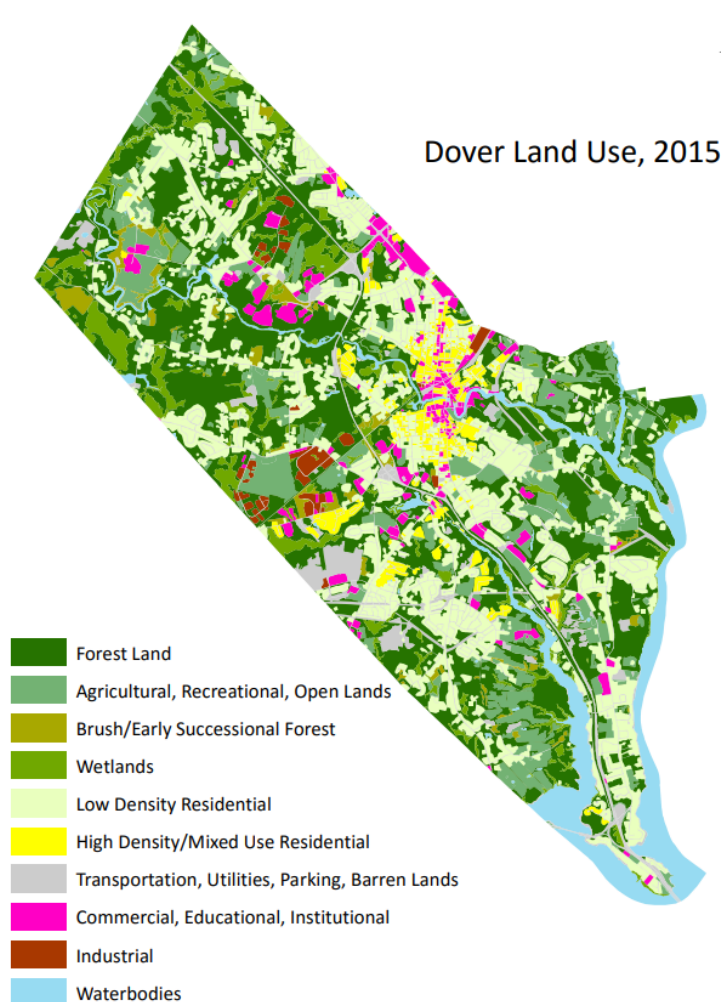 Dover Land Use, 2015
Forest Land
Agricultural, Recreational, Open Lands
Brush/Early Successional Forest
Wetlands
Low Density Residential
High Density/Mixed Use Residential
Transportation, Utilities, Parking, Barren Lands
Commercial, Educational, Institutional
Industrial
Waterbodies